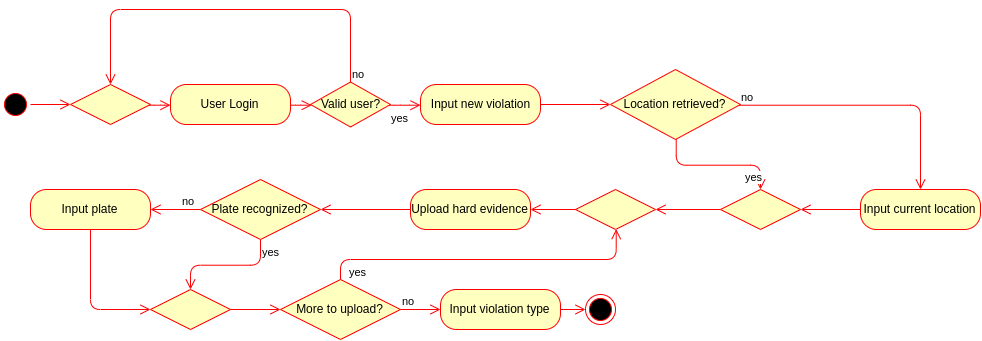 no
User Login
Valid user?
yes
Input new violation
Location retrieved?
no
yes
Input current location
Upload hard evidence
Plate recognized?
no
Input plate
yes
yes
More to upload?
no
Input violation type